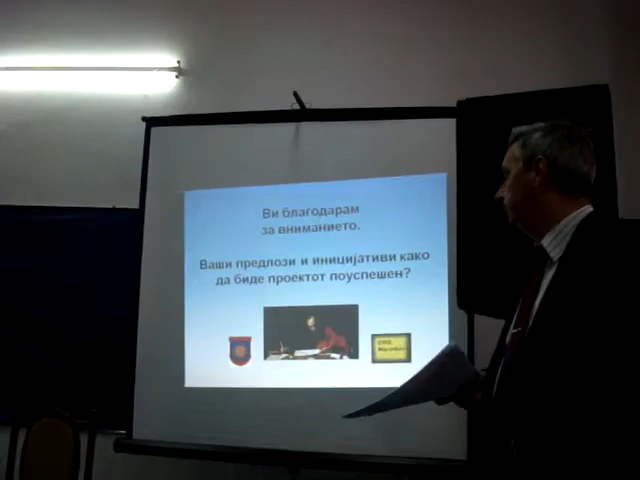 Ви благодарам
за вниманието.
Ваши предлози и иницијативи како
да биде проектот поуспешен?